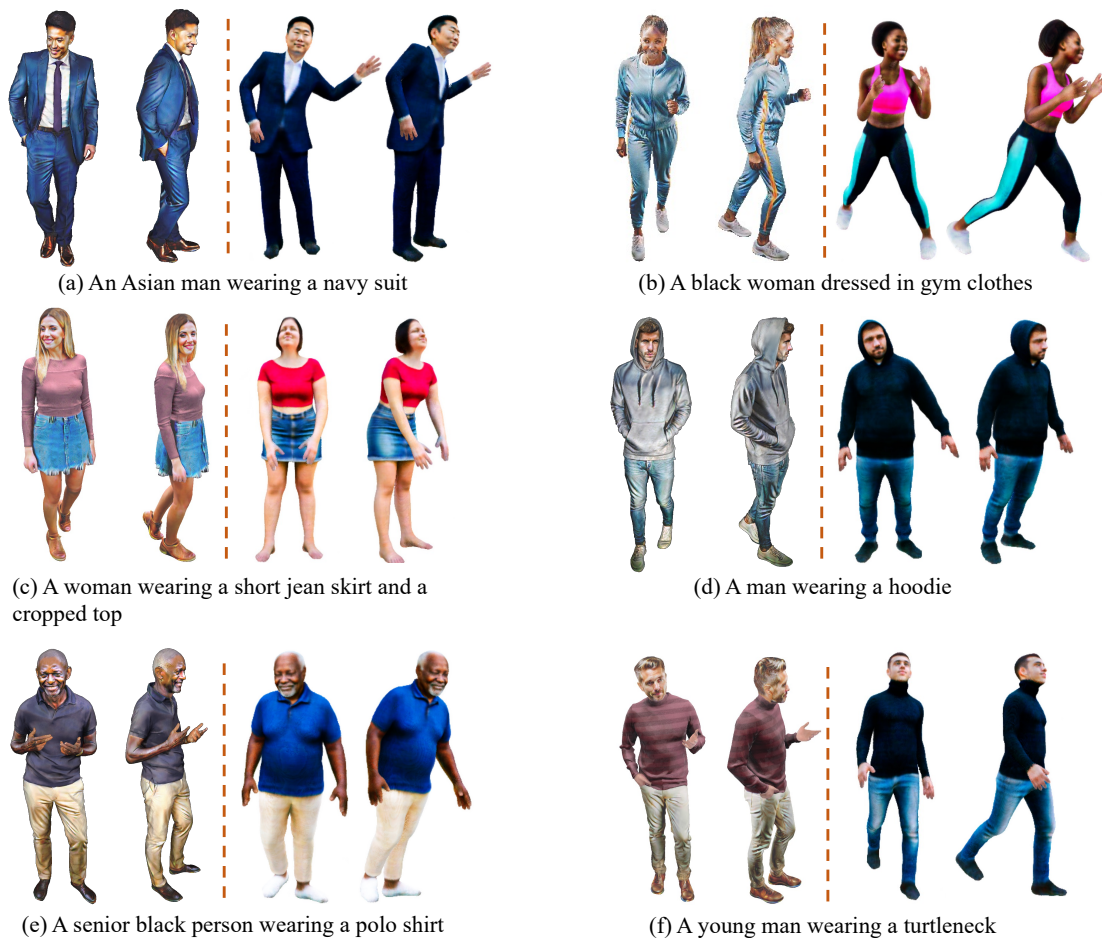 (a) An Asian man wearing a navy suit
(b) A black woman dressed in gym clothes
(c) A woman wearing a short jean skirt and a
cropped top
(d) A man wearing a hoodie
(e) A senior black person wearing a polo shirt
(f) A young man wearing a turtleneck